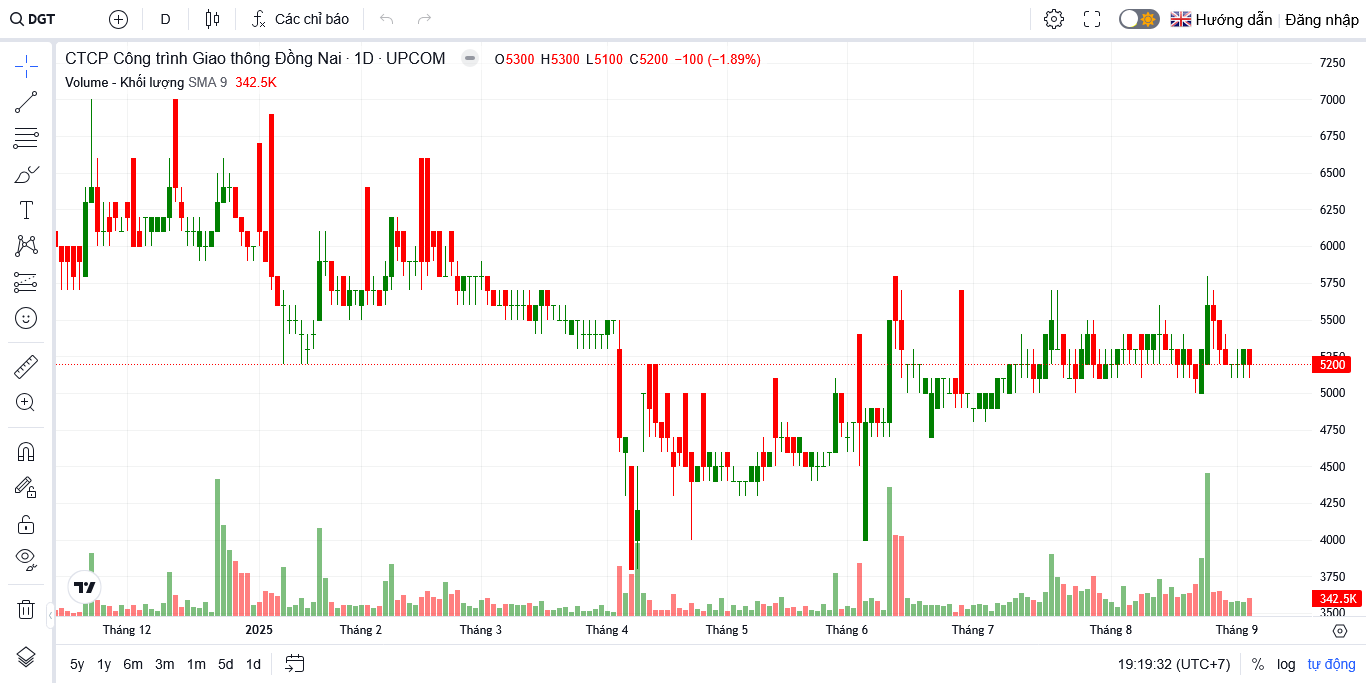 DGT D Các chỉ báo Hướng dẫn Đăng nhập
CTCP Công trình Giao thông Đồng Nai · 1D · UPCOM O5300 H5300 L5100 C5200 −100 (−1.89%)
Volume - Khối lượng SMA 9 342.5K
7250
7000
6750
6500
6250
6000
5750
5500
5250
5200
5000
4750
4500
4250
4000
3750
342.5K
3500
Tháng 12 2025 Tháng 2 Tháng 3 Tháng 4 Tháng 5 Tháng 6 Tháng 7 Tháng 8 Tháng 9
5y 1y 6m 3m 1m 5d 1d 19:19:32 (UTC+7) % log tự động